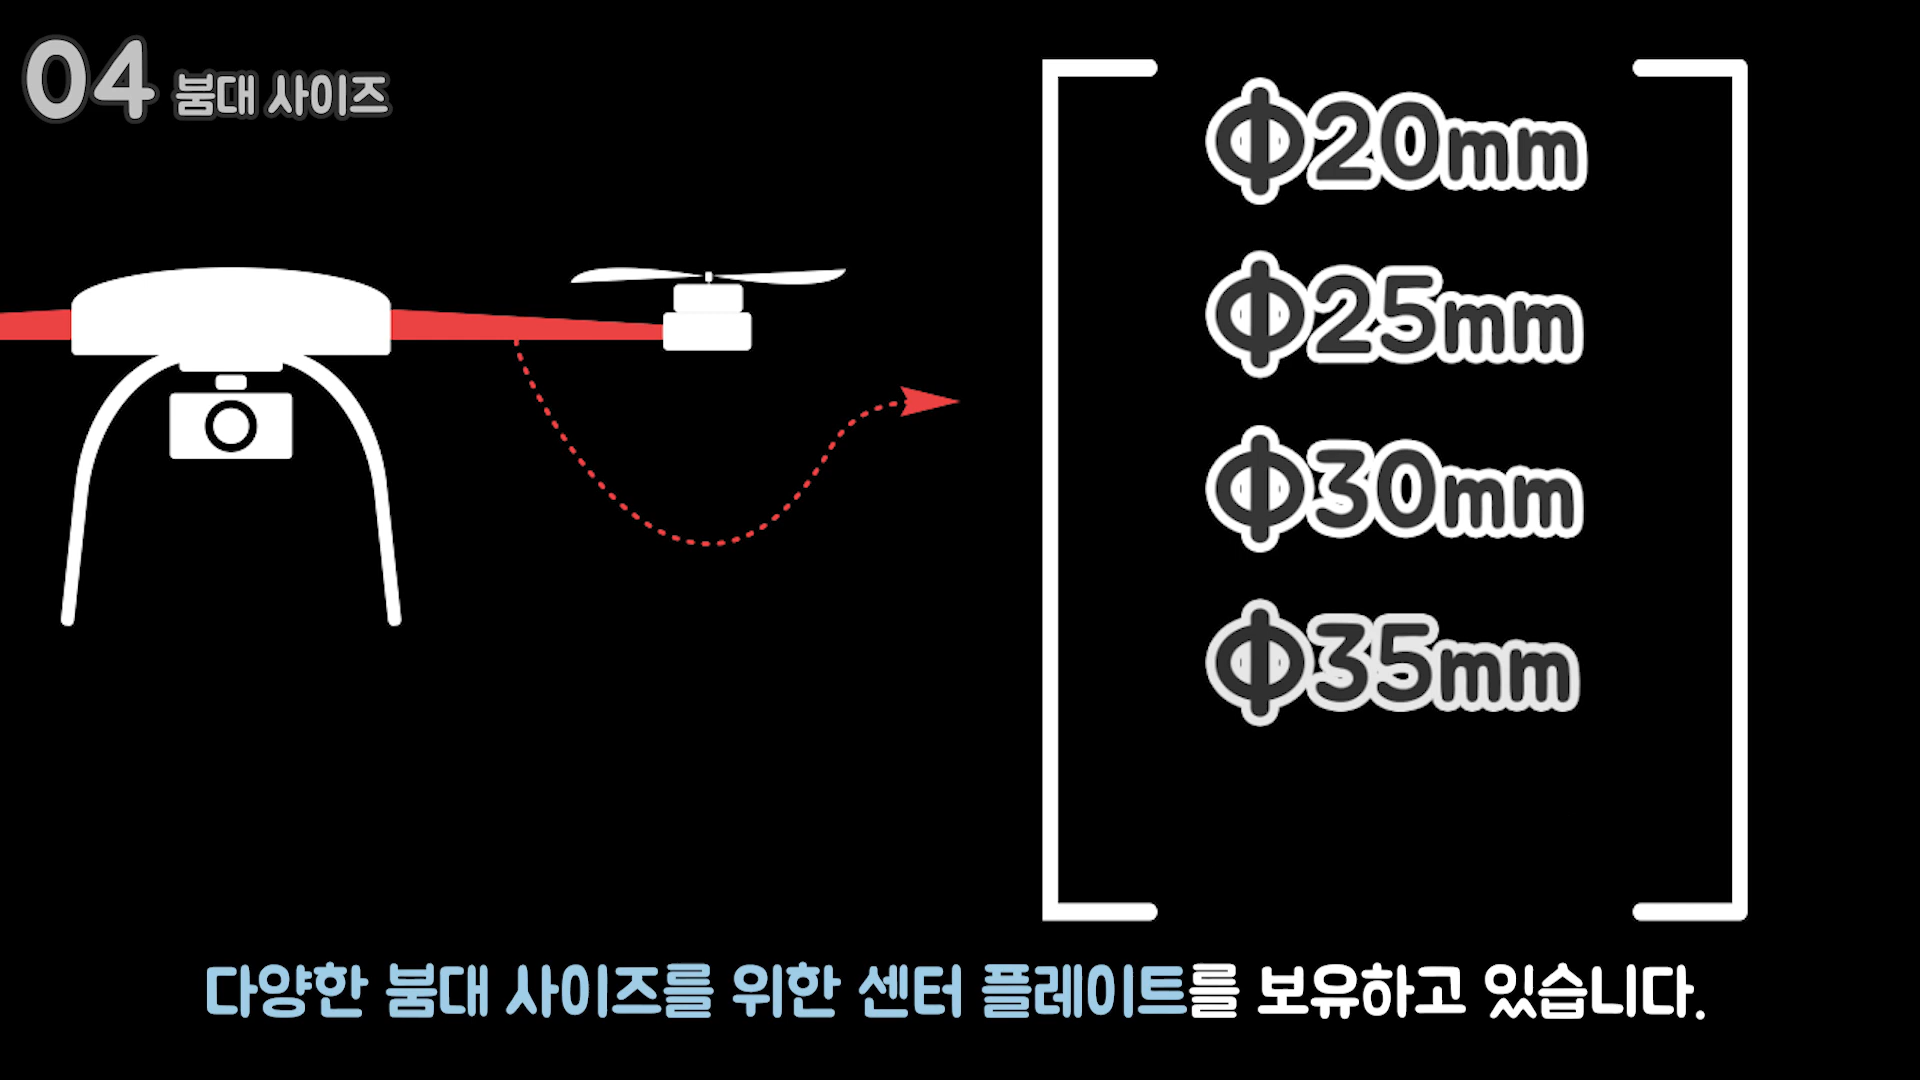 04 붐대 사이즈
Φ20mm
Φ25mm
Φ30mm
Φ35mm
다양한 붐대 사이즈를 위한 센터 플레이트를 보유하고 있습니다.